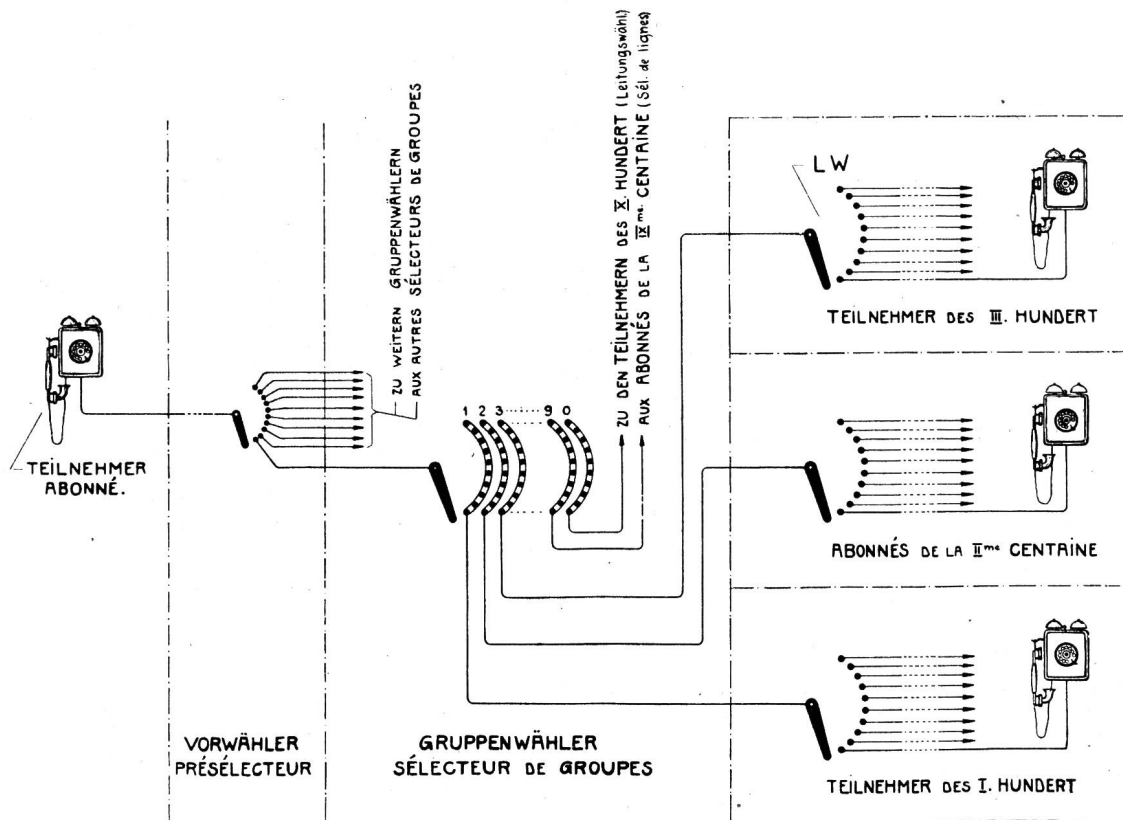 TEILNEHMER
ABONNÉ.
VORWÄHLER
PRÉSÉLECTEUR
ZU WEITERN GRUPPENWÄHLERN
AUX AUTRES SÉLECTEURS DE GROUPES
1 2 3 ...... 9 0
GRUPPENWÄHLER
SÉLECTEUR DE GROUPES
ZU DEN TEILNEHMERN DES X. HUNDERT (Leitungswähl.)
AUX ABONNÉS DE LA IXme CENTAINE (Sél. de lignes)
LW
TEILNEHMER DES III. HUNDERT
ABONNÉS DE LA IIme CENTAINE
TEILNEHMER DES I. HUNDERT